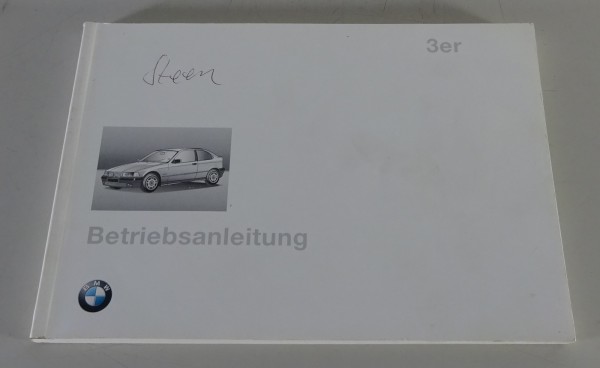 3er
Steen
Betriebsanleitung
BMW